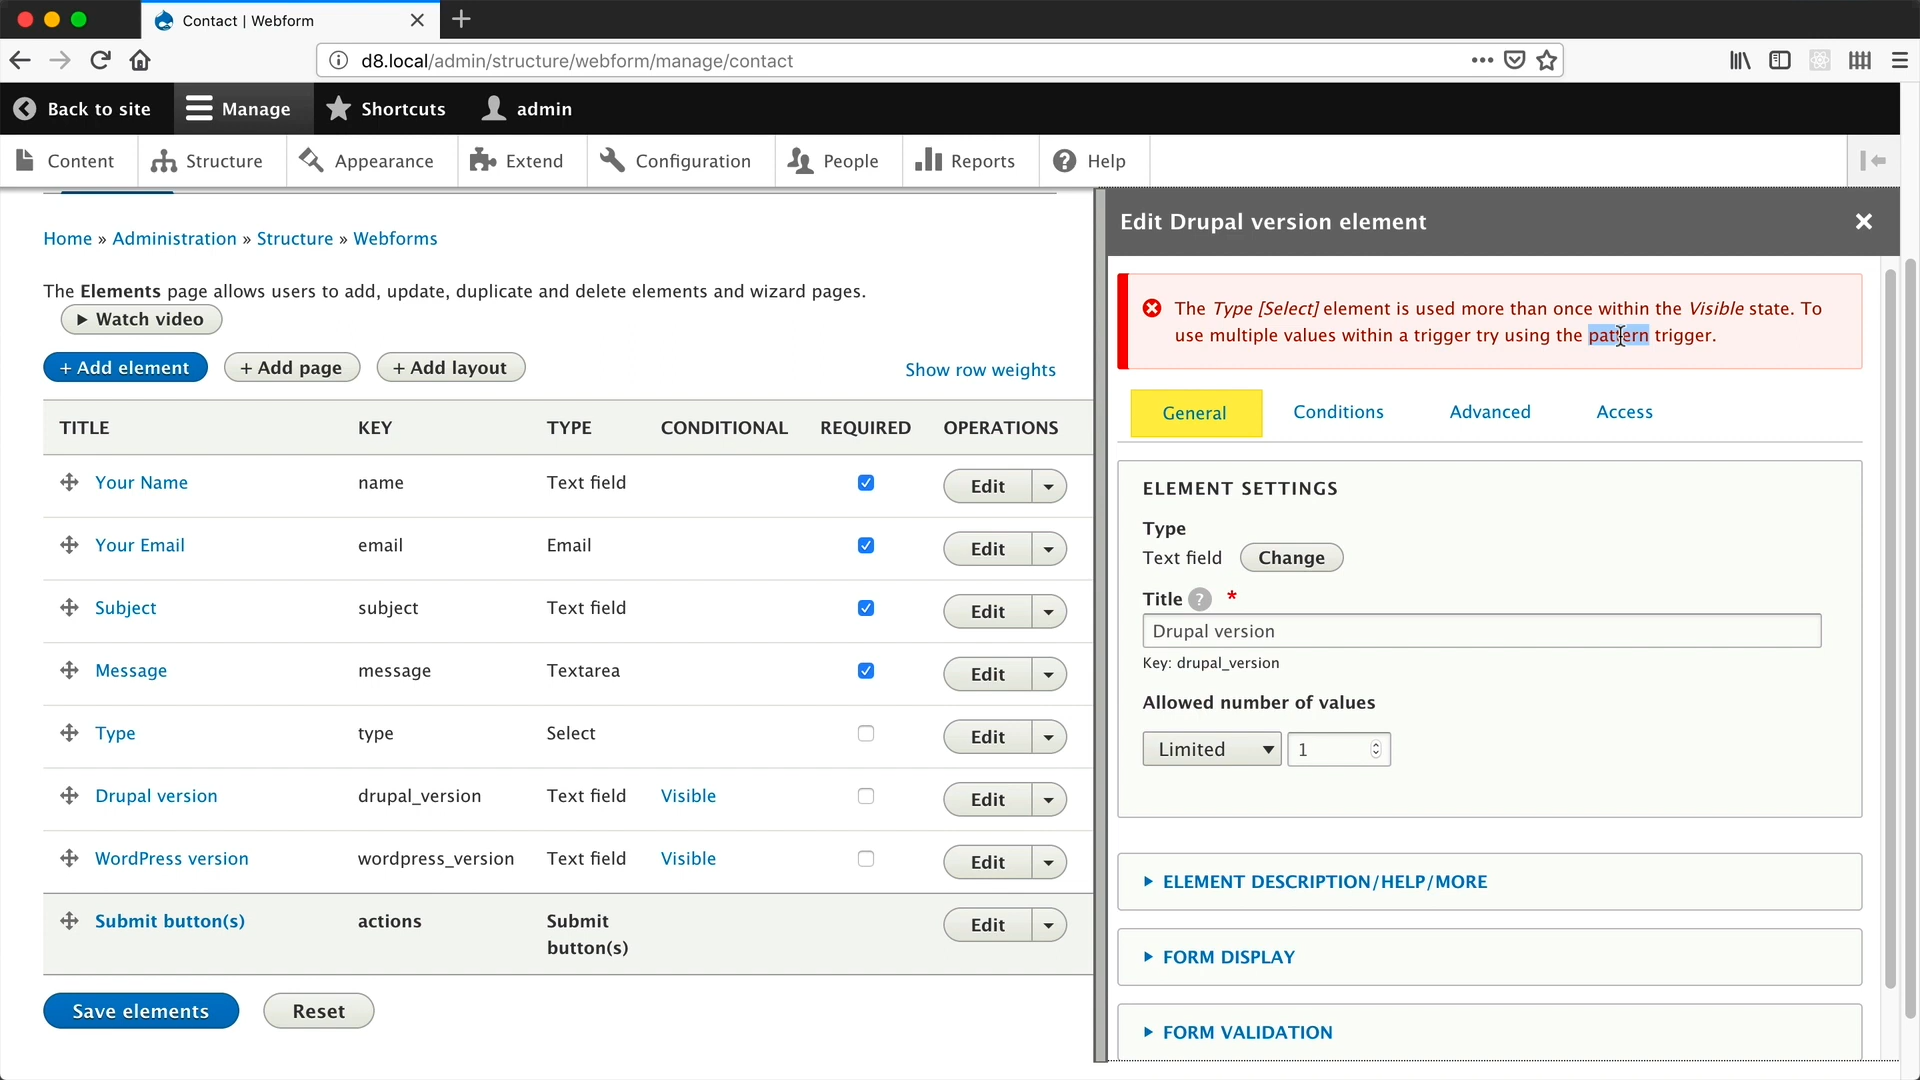 Contact | Webform
d8.local/admin/structure/webform/manage/contact
Back to site
Manage
Shortcuts
admin
Content
Structure
Appearance
Extend
Configuration
People
Reports
Help
Home » Administration » Structure » Webforms
The Elements page allows users to add, update, duplicate and delete elements and wizard pages.
Watch video
+ Add element
+ Add page
+ Add layout
Show row weights
TITLE KEY TYPE CONDITIONAL REQUIRED OPERATIONS
Your Name name Text field Edit
Your Email email Email Edit
Subject subject Text field Edit
Message message Textarea Edit
Type type Select Edit
Drupal version drupal_version Text field Visible Edit
WordPress version wordpress_version Text field Visible Edit
Submit button(s) actions Submit Edit
button(s)
Save elements
Reset
Edit Drupal version element
The Type [Select] element is used more than once within the Visible state. To
use multiple values within a trigger try using the pattern trigger.
General
Conditions
Advanced
Access
ELEMENT SETTINGS
Type
Text field Change
Title ? *
Drupal version
Key: drupal_version
Allowed number of values
Limited 1
ELEMENT DESCRIPTION/HELP/MORE
FORM DISPLAY
FORM VALIDATION